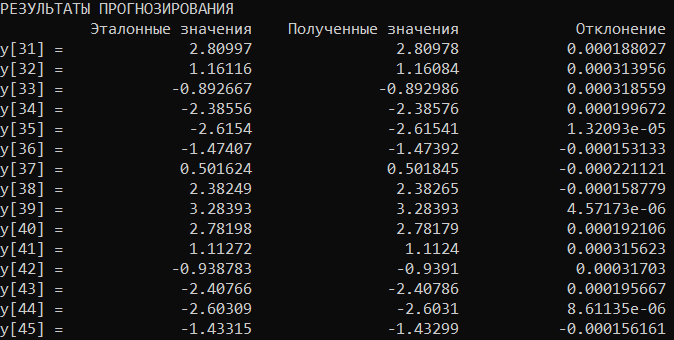 РЕЗУЛЬТАТЫ ПРОГНОЗИРОВАНИЯ
Эталонные значения Полученные значения Отклонение
y[31] = 2.80997 2.80978 0.000188027
y[32] = 1.16116 1.16084 0.000313956
y[33] = -0.892667 -0.892986 0.000318559
y[34] = -2.38556 -2.38576 0.000199672
y[35] = -2.6154 -2.61541 1.32093e-05
y[36] = -1.47407 -1.47392 -0.000153133
y[37] = 0.501624 0.501845 -0.000221121
y[38] = 2.38249 2.38265 -0.000158779
y[39] = 3.28393 3.28393 4.57173e-06
y[40] = 2.78198 2.78179 0.000192106
y[41] = 1.11272 1.1124 0.000315623
y[42] = -0.938783 -0.9391 0.00031703
y[43] = -2.40766 -2.40786 0.000195667
y[44] = -2.60309 -2.6031 8.61135e-06
y[45] = -1.43315 -1.43299 -0.000156161